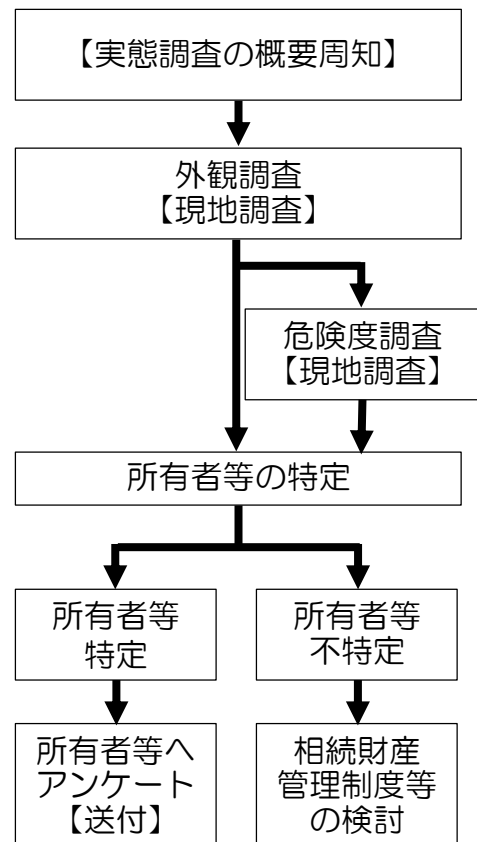 【実態調査の概要周知】
外観調査
【現地調査】
危険度調査
【現地調査】
所有者等の特定
所有者等
特定
所有者等
不特定
所有者等へ
アンケート
【送付】
相続財産
管理制度等
の検討